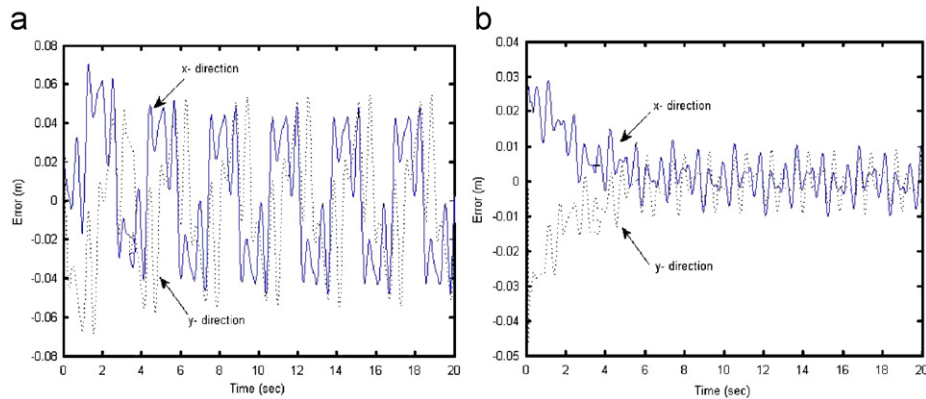 a
0.08
0.06
0.04
0.02
0
-0.02
-0.04
-0.06
-0.08
Error (m)
x- direction
y- direction
0 2 4 6 8 10 12 14 16 18 20
Time (sec)
b
0.04
0.03
0.02
0.01
0
-0.01
-0.02
-0.03
-0.04
-0.05
Error (m)
x- direction
y- direction
0 2 4 6 8 10 12 14 16 18 20
Time (sec)